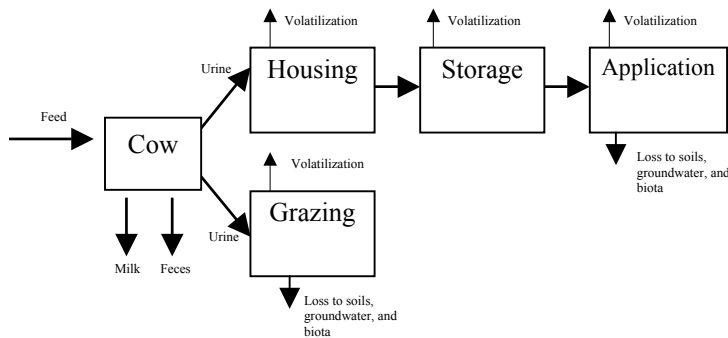 Volatilization
Volatilization
Volatilization
Urine
Housing
Storage
Application
Feed
Cow
Volatilization
Loss to soils,
groundwater, and
biota
Grazing
Urine
Milk
Feces
Loss to soils,
groundwater, and
biota